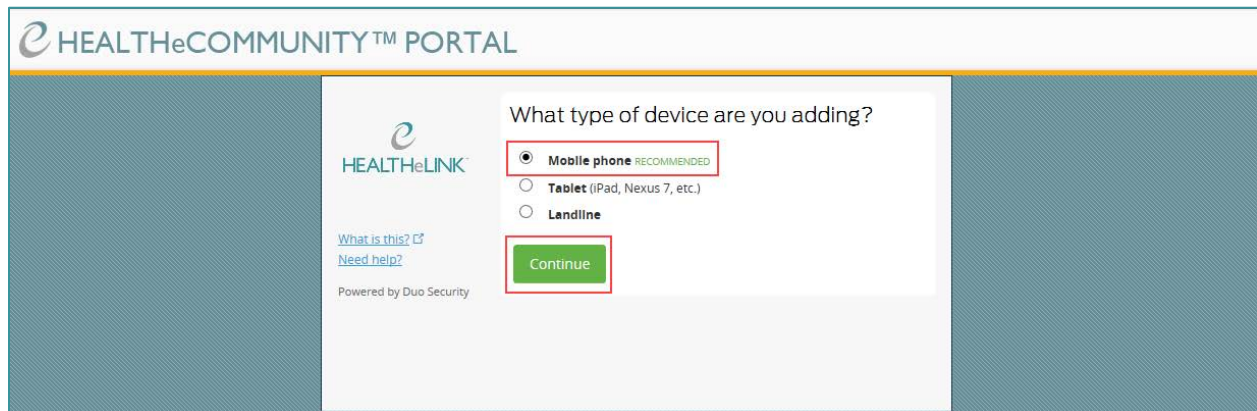 HEALTHeCOMMUNITY™ PORTAL
HEALTHeLINK™
What is this?
Need help?
Powered by Duo Security
What type of device are you adding?
Mobile phone RECOMMENDED
Tablet (iPad, Nexus 7, etc.)
Landline
Continue